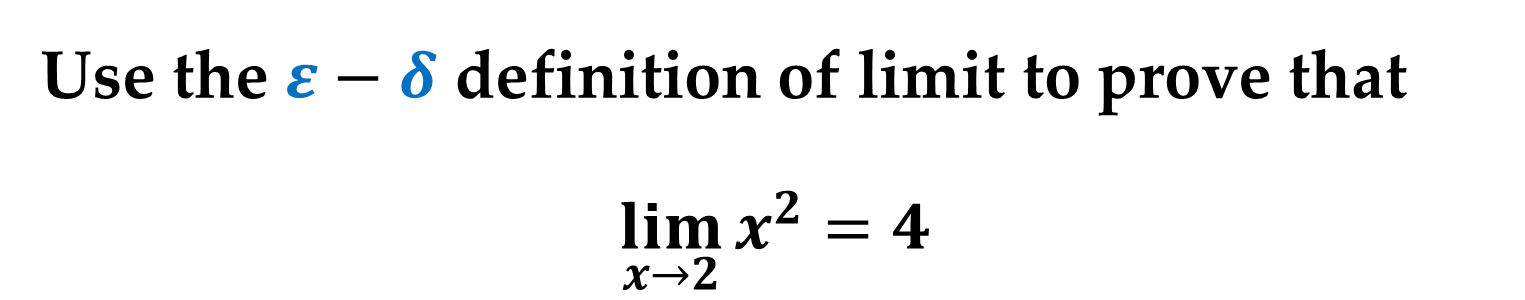 Use the ε − δ definition of limit to prove that
lim x² = 4
x→2